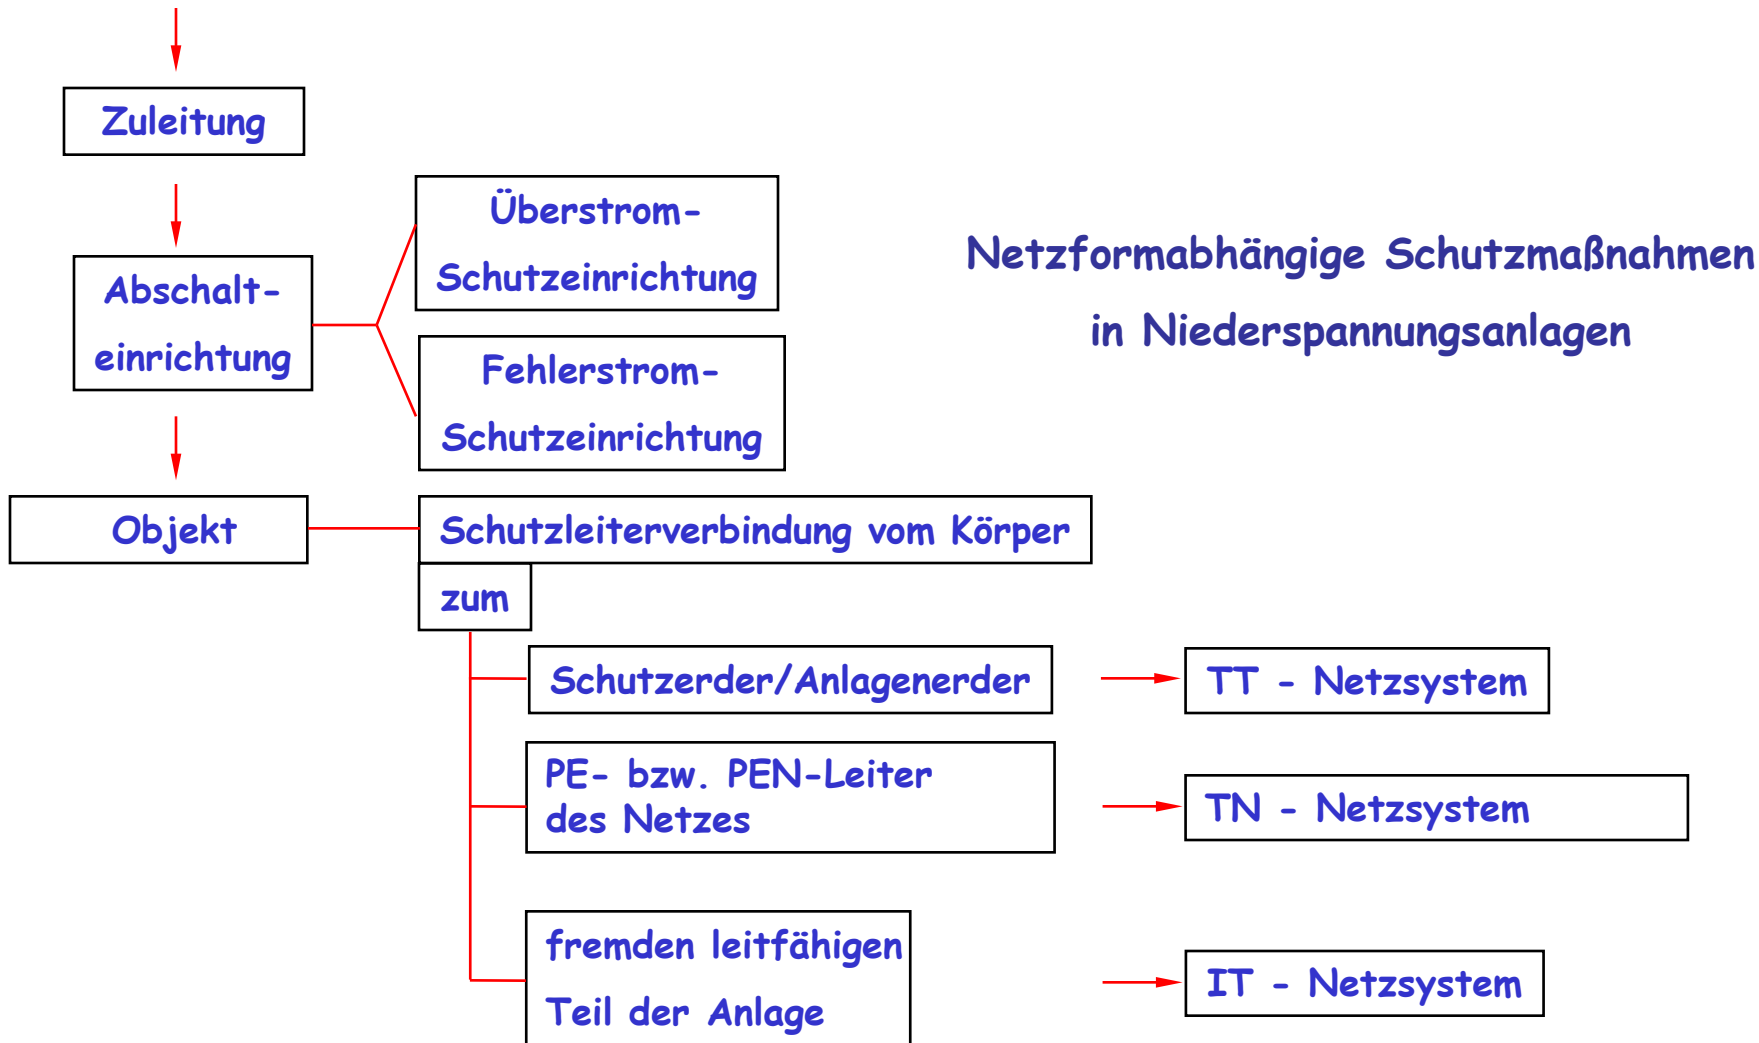 Zuleitung
Überstrom-
Schutzeinrichtung
Netzformabhängige Schutzmaßnahmen
in Niederspannungsanlagen
Abschalt-
einrichtung
Fehlerstrom-
Schutzeinrichtung
Objekt
Schutzleiterverbindung vom Körper
zum
Schutzerder/Anlagenerder
TT - Netzsystem
PE- bzw. PEN-Leiter
des Netzes
TN - Netzsystem
fremden leitfähigen
Teil der Anlage
IT - Netzsystem